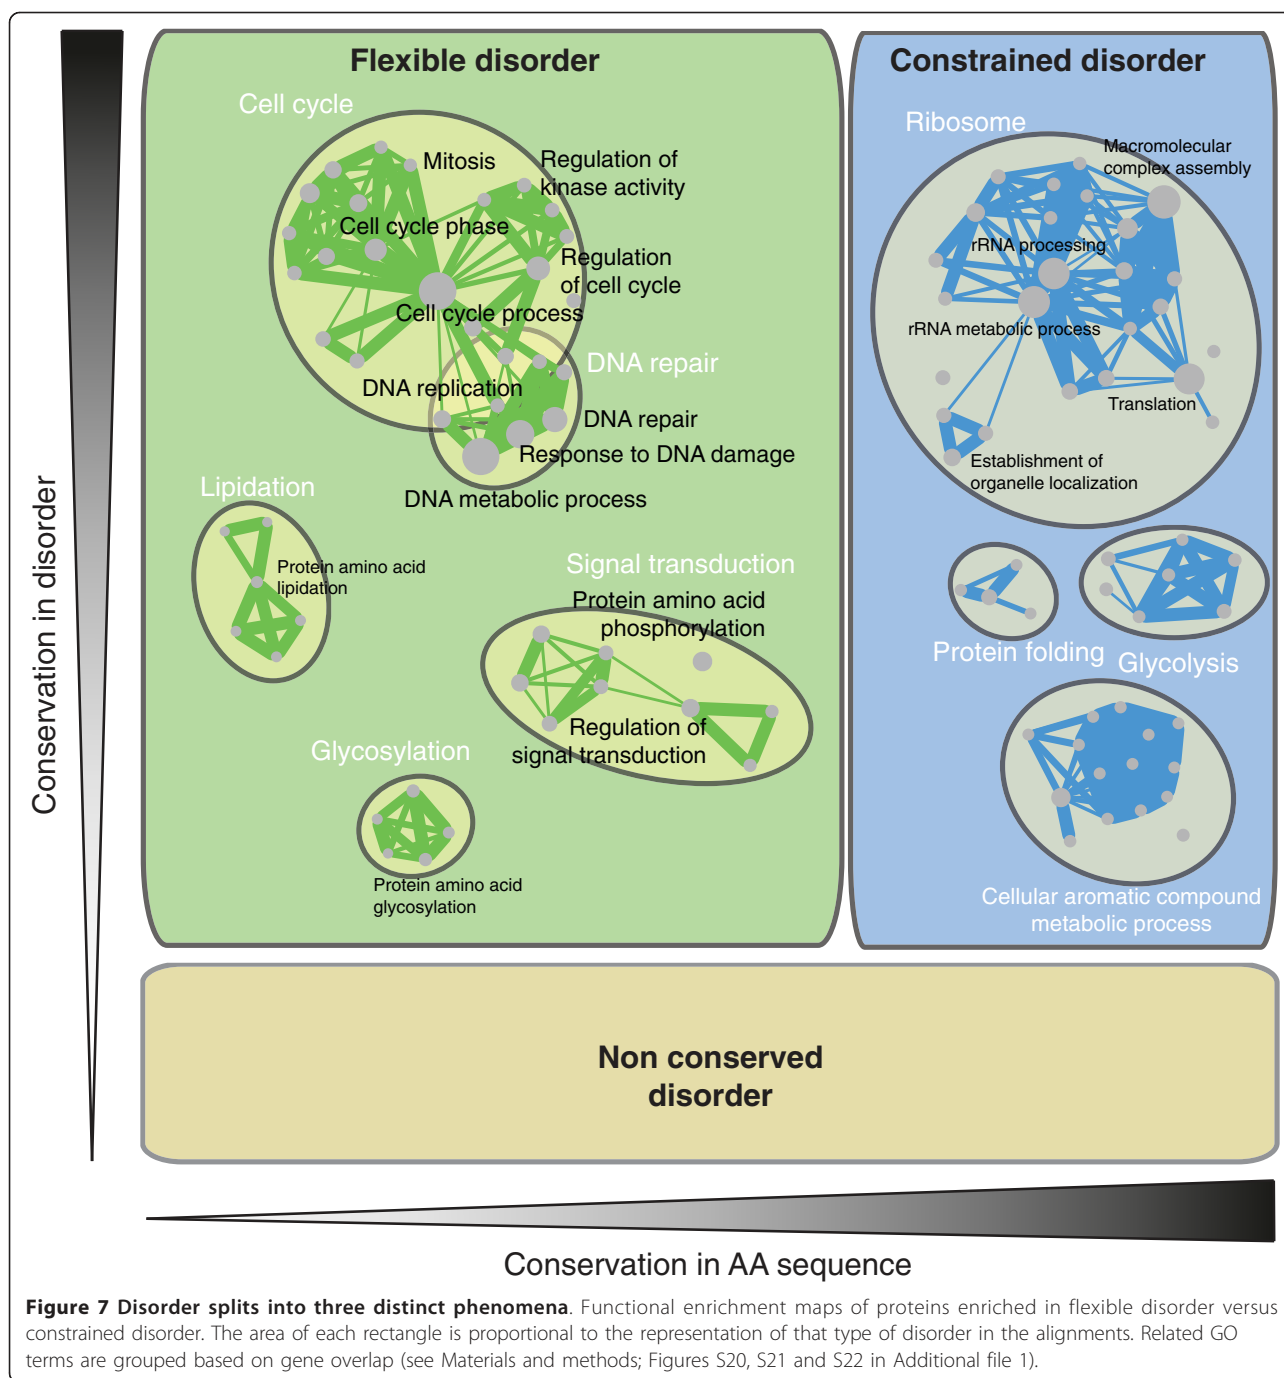 Flexible disorder
Constrained disorder
Cell cycle
Mitosis
Regulation of
kinase activity
Cell cycle phase
Regulation
of cell cycle
Cell cycle process
DNA repair
DNA replication
DNA repair
Response to DNA damage
DNA metabolic process
Lipidation
Protein amino acid
lipidation
Signal transduction
Protein amino acid
phosphorylation
Regulation of
signal transduction
Glycosylation
Protein amino acid
glycosylation
Ribosome
Macromolecular
complex assembly
rRNA processing
rRNA metabolic process
Translation
Establishment of
organelle localization
Protein folding
Glycolysis
Cellular aromatic compound
metabolic process
Conservation in disorder
Non conserved
disorder
Conservation in AA sequence
Figure 7 Disorder splits into three distinct phenomena. Functional enrichment maps of proteins enriched in flexible disorder versus
constrained disorder. The area of each rectangle is proportional to the representation of that type of disorder in the alignments. Related GO
terms are grouped based on gene overlap (see Materials and methods; Figures S20, S21 and S22 in Additional file 1).